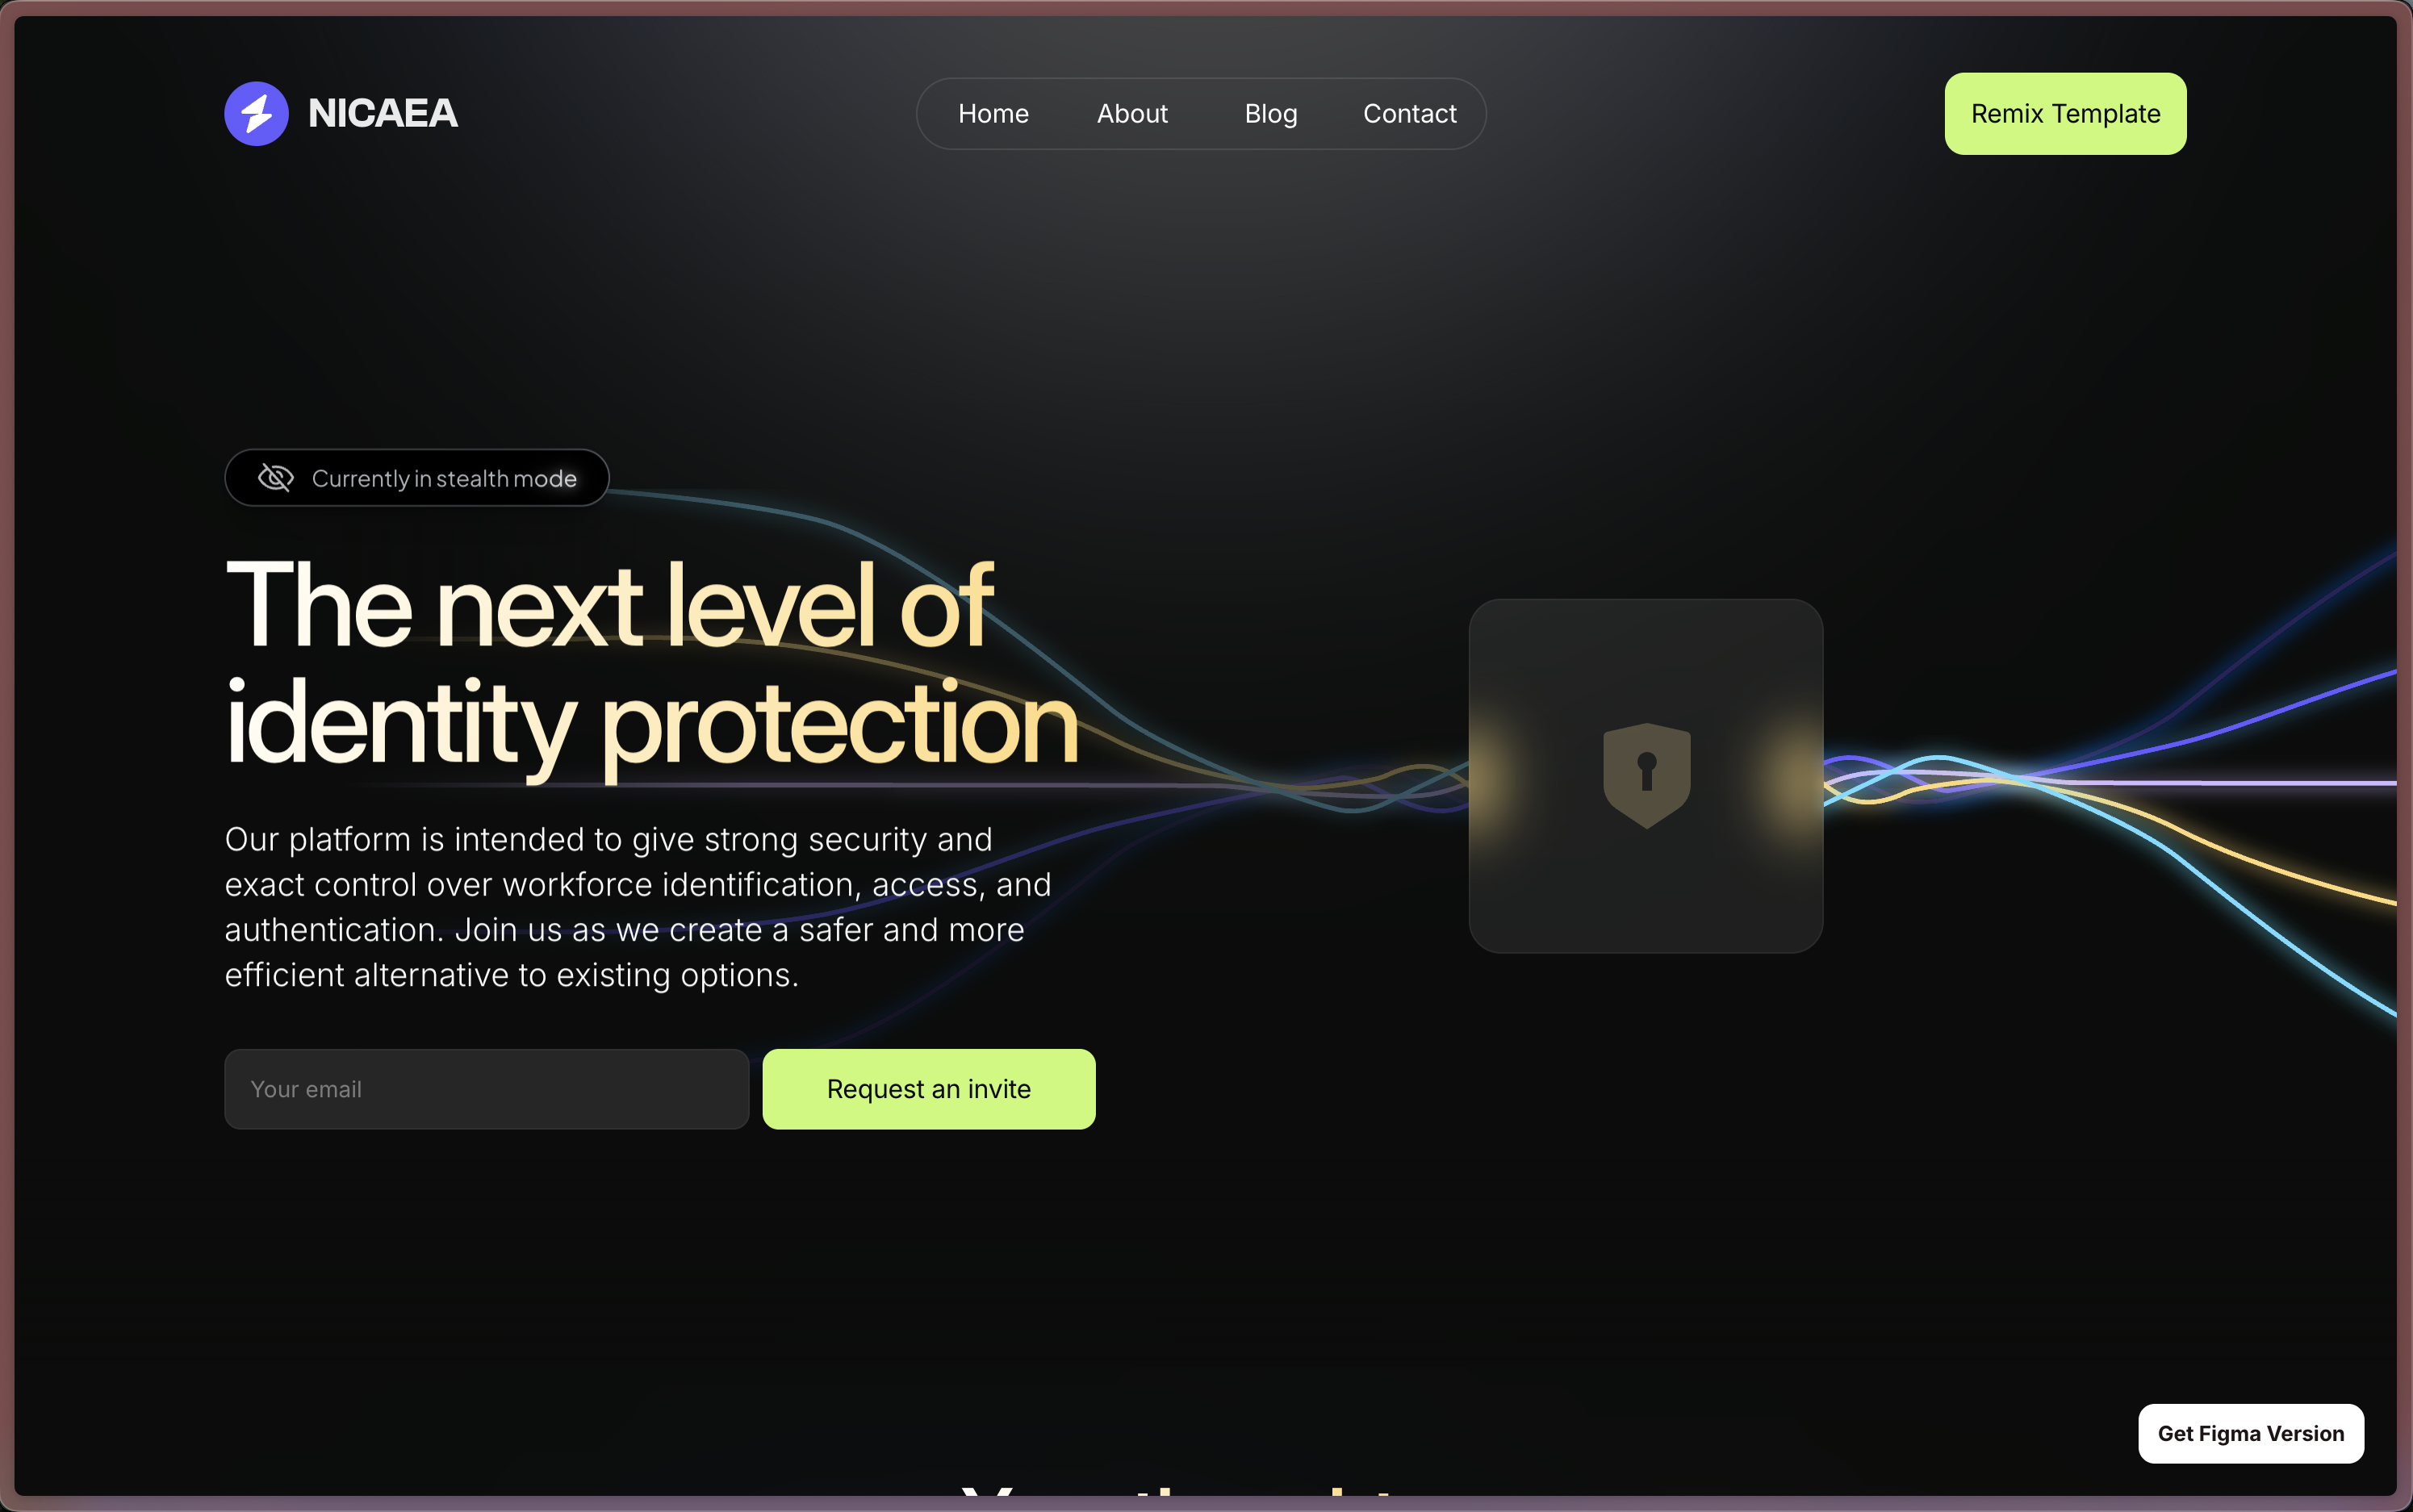 NICAEA
Home About Blog Contact
Remix Template
Currently in stealth mode
The next level of
identity protection
Our platform is intended to give strong security and
exact control over workforce identification, access, and
authentication. Join us as we create a safer and more
efficient alternative to existing options.
Your email
Request an invite
Get Figma Version